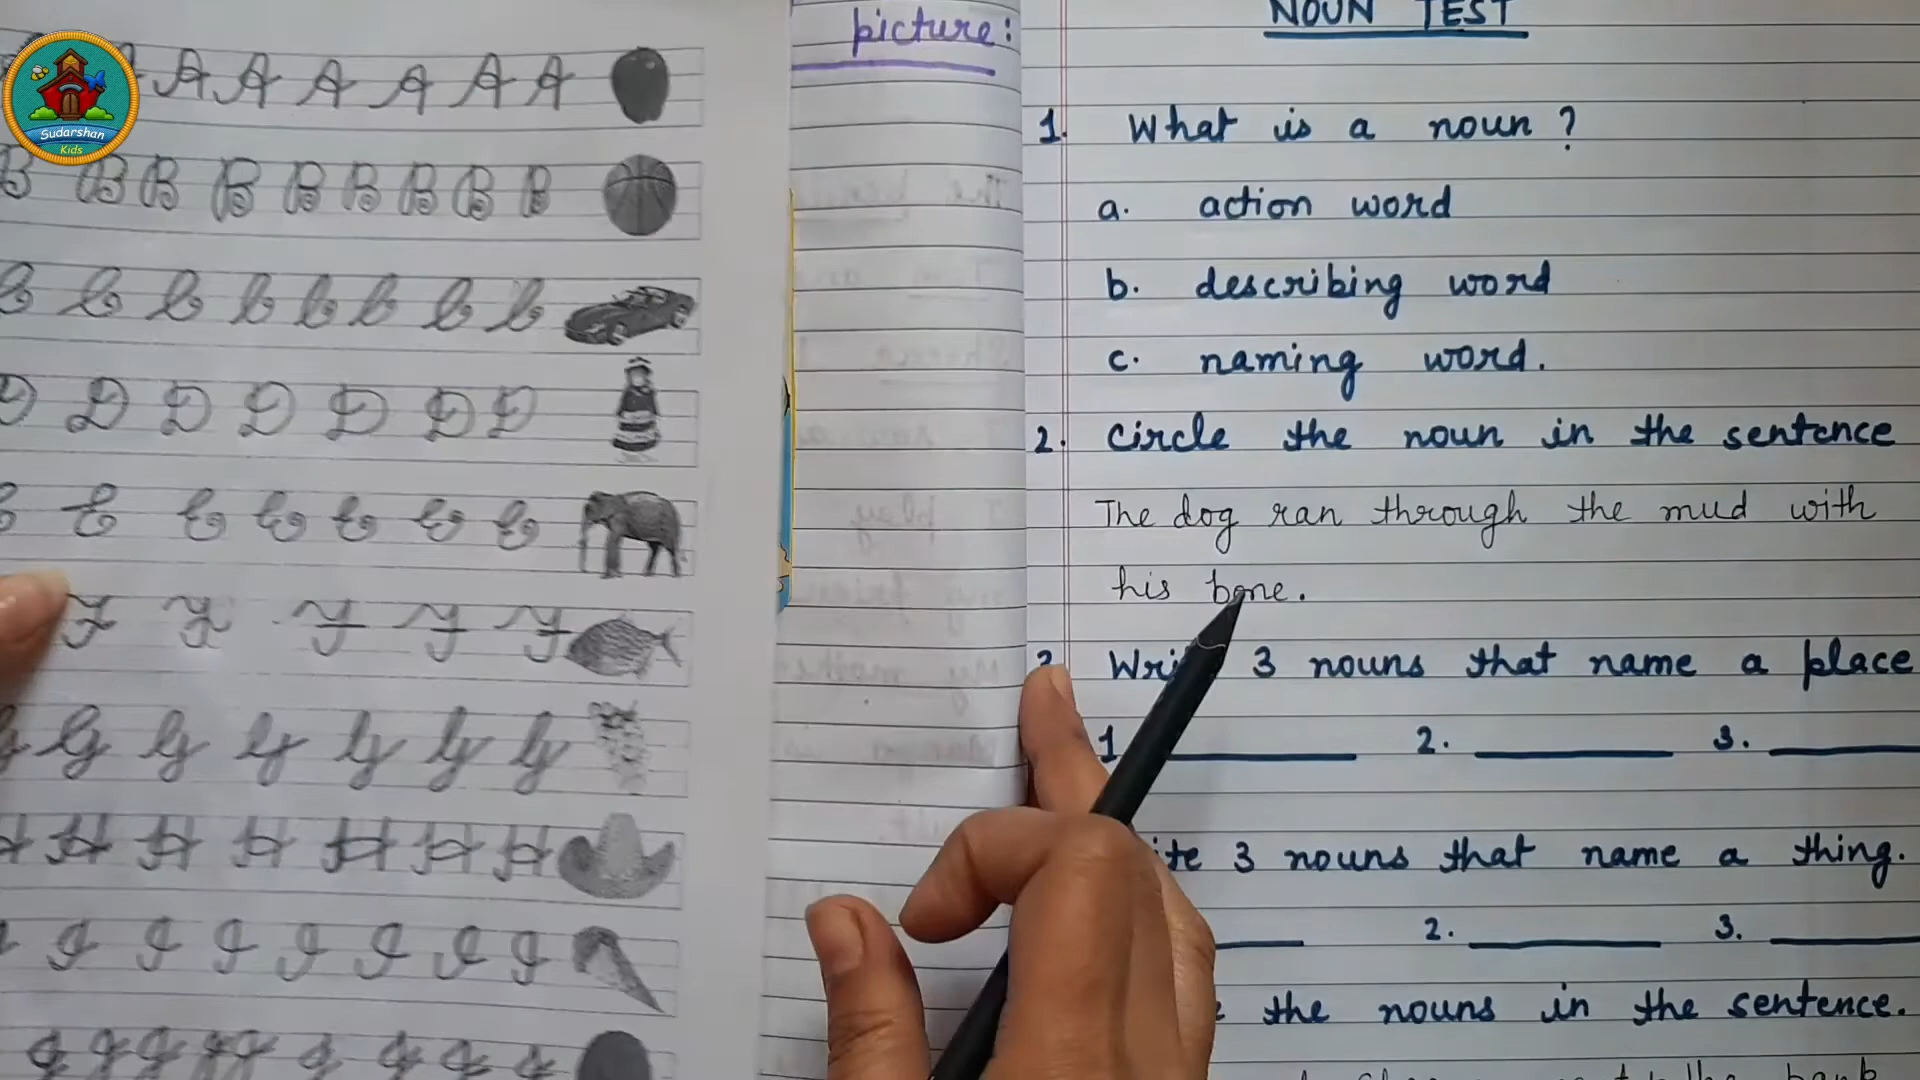 Sudarshan
Kids
A A A A A A
B B B B B B B B B
C C C C C C C C
D D D D D D D
E E E E E E E
F F F F F
G G G G G G
H H H H H H H
I I I I I I I
picture:
NOUN TEST
1. What is a noun ?
a. action word
b. describing word
c. naming word.
2. Circle the noun in the sentence
The dog ran through the mud with
his bone.
3 nouns that name a place
1 2. 3.
3 nouns that name a thing.
2. 3.
the nouns in the sentence.
the bank